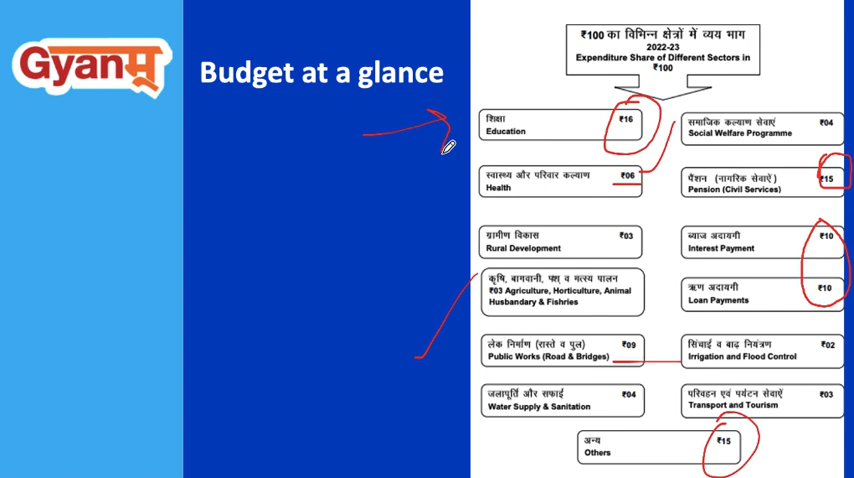 Gyanम्
Budget at a glance
₹100 का विभिन्न क्षेत्रों में व्यय भाग
2022-23
Expenditure Share of Different Sectors in
₹100
शिक्षा ₹16
Education
समाजिक कल्याण सेवाएं ₹04
Social Welfare Programme
स्वास्थ्य और परिवार कल्याण ₹06
Health
पैंशन (नागरिक सेवाऐं) ₹15
Pension (Civil Services)
ग्रामीण विकास ₹03
Rural Development
ब्याज अदायगी ₹10
Interest Payment
कृषि, बागवानी, पशु व मत्स्य पालन
₹03 Agriculture, Horticulture, Animal
Husbandary & Fishries
ऋण अदायगी ₹10
Loan Payments
लेक निर्माण (रास्ते व पुल) ₹09
Public Works (Road & Bridges)
सिंचाई व बाढ़ नियंत्रण ₹02
Irrigation and Flood Control
जलापूर्ति और सफाई ₹04
Water Supply & Sanitation
परिवहन एवं पर्यटन सेवाऐं ₹03
Transport and Tourism
अन्य ₹15
Others